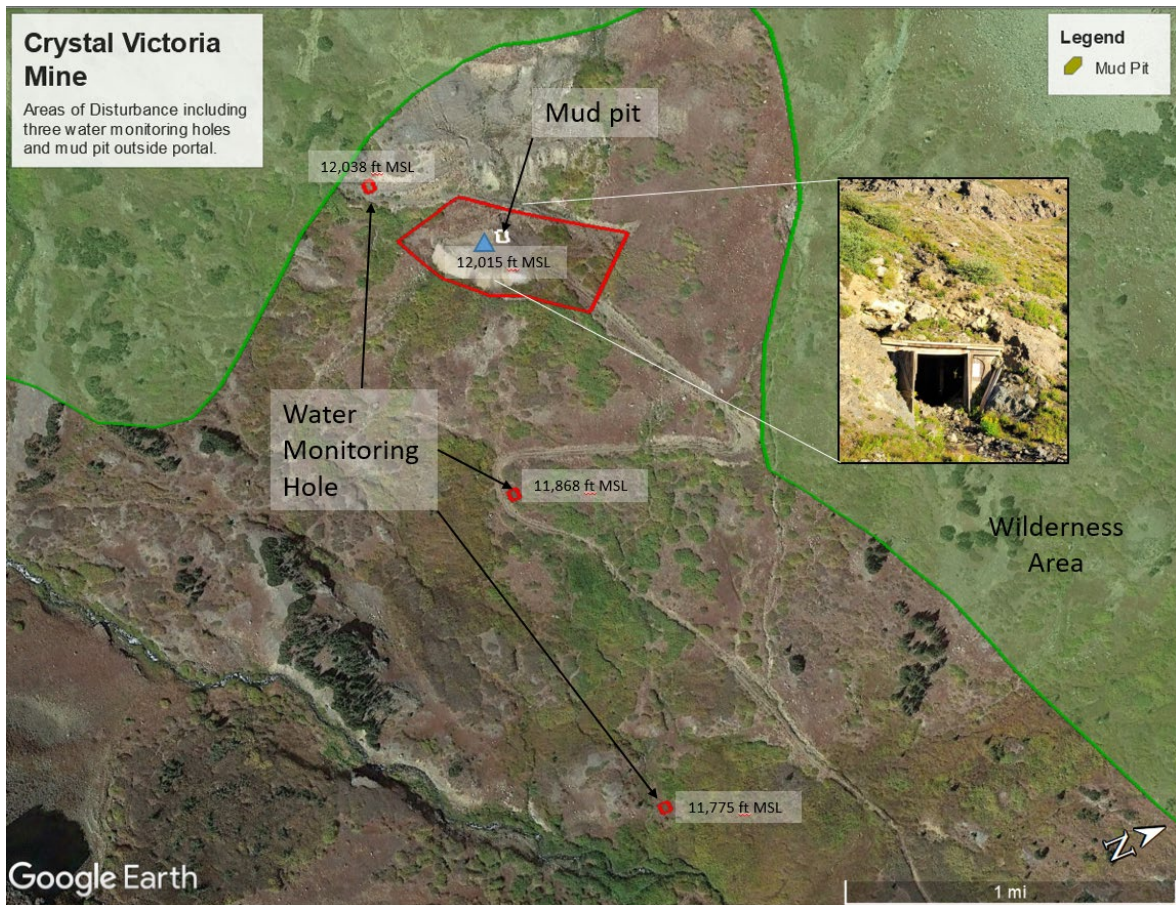 Crystal Victoria
Mine
Areas of Disturbance including
three water monitoring holes
and mud pit outside portal.
Legend
Mud Pit
Mud pit
12,038 ft MSL
12,015 ft MSL
Water
Monitoring
Hole
11,868 ft MSL
Wilderness
Area
11,775 ft MSL
N
Google Earth
1 mi